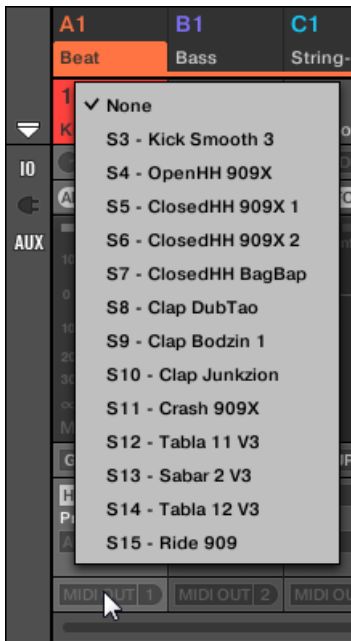 A1 B1 C1
Beat Bass String-
1
None
S3 - Kick Smooth 3
S4 - OpenHH 909X
S5 - ClosedHH 909X 1
S6 - ClosedHH 909X 2
S7 - ClosedHH BagBap
S8 - Clap DubTao
S9 - Clap Bodzin 1
S10 - Clap Junkzion
S11 - Crash 909X
S12 - Tabla 11 V3
S13 - Sabar 2 V3
S14 - Tabla 12 V3
S15 - Ride 909
IO
AUX
MIDI OUT 1 MIDI OUT 2 MIDI OU